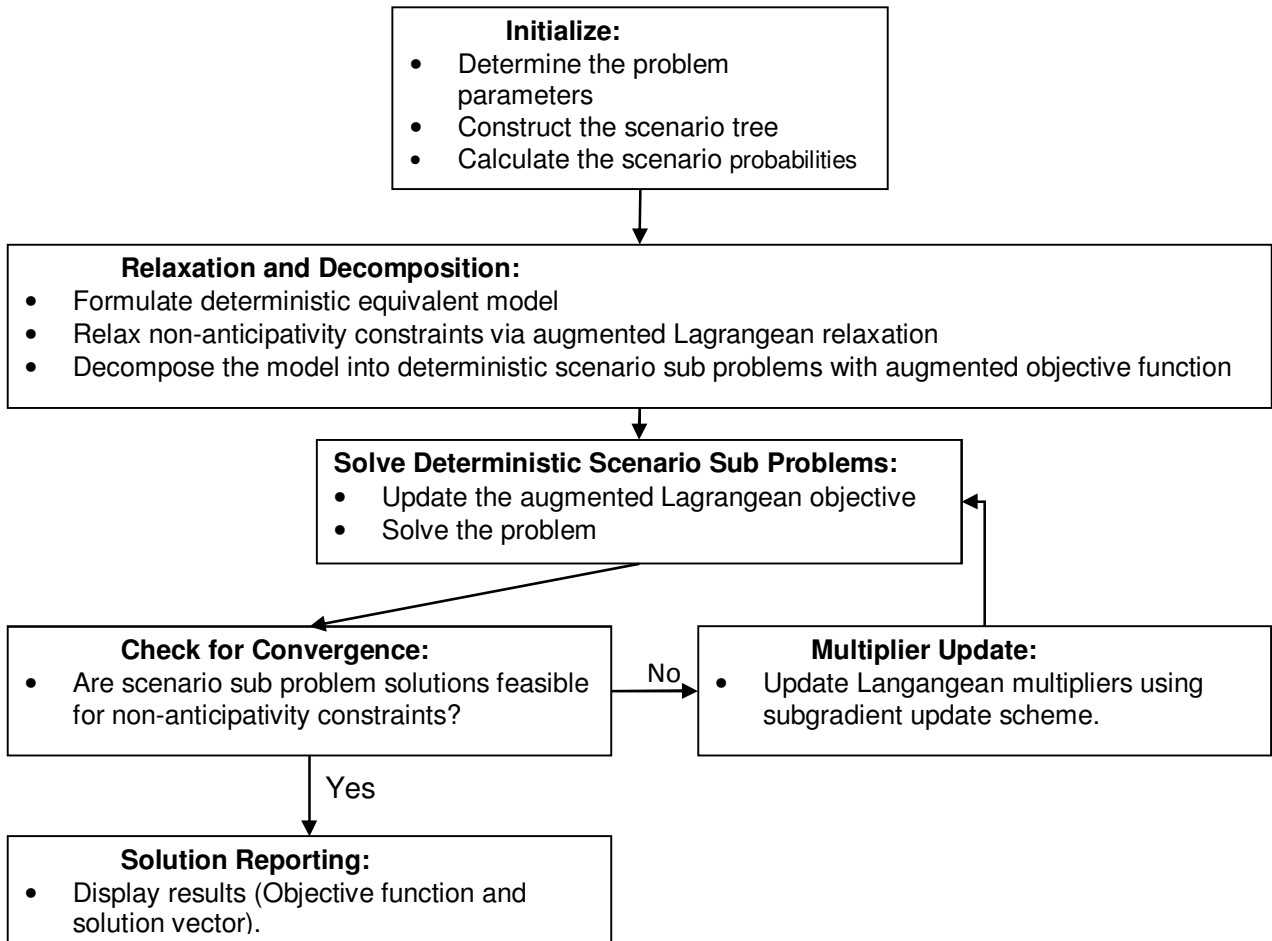 Initialize:
• Determine the problem
parameters
• Construct the scenario tree
• Calculate the scenario probabilities
Relaxation and Decomposition:
• Formulate deterministic equivalent model
• Relax non-anticipativity constraints via augmented Lagrangean relaxation
• Decompose the model into deterministic scenario sub problems with augmented objective function
Solve Deterministic Scenario Sub Problems:
• Update the augmented Lagrangean objective
• Solve the problem
Check for Convergence:
• Are scenario sub problem solutions feasible
for non-anticipativity constraints?
No
Multiplier Update:
• Update Langangean multipliers using
subgradient update scheme.
Yes
Solution Reporting:
• Display results (Objective function and
solution vector).